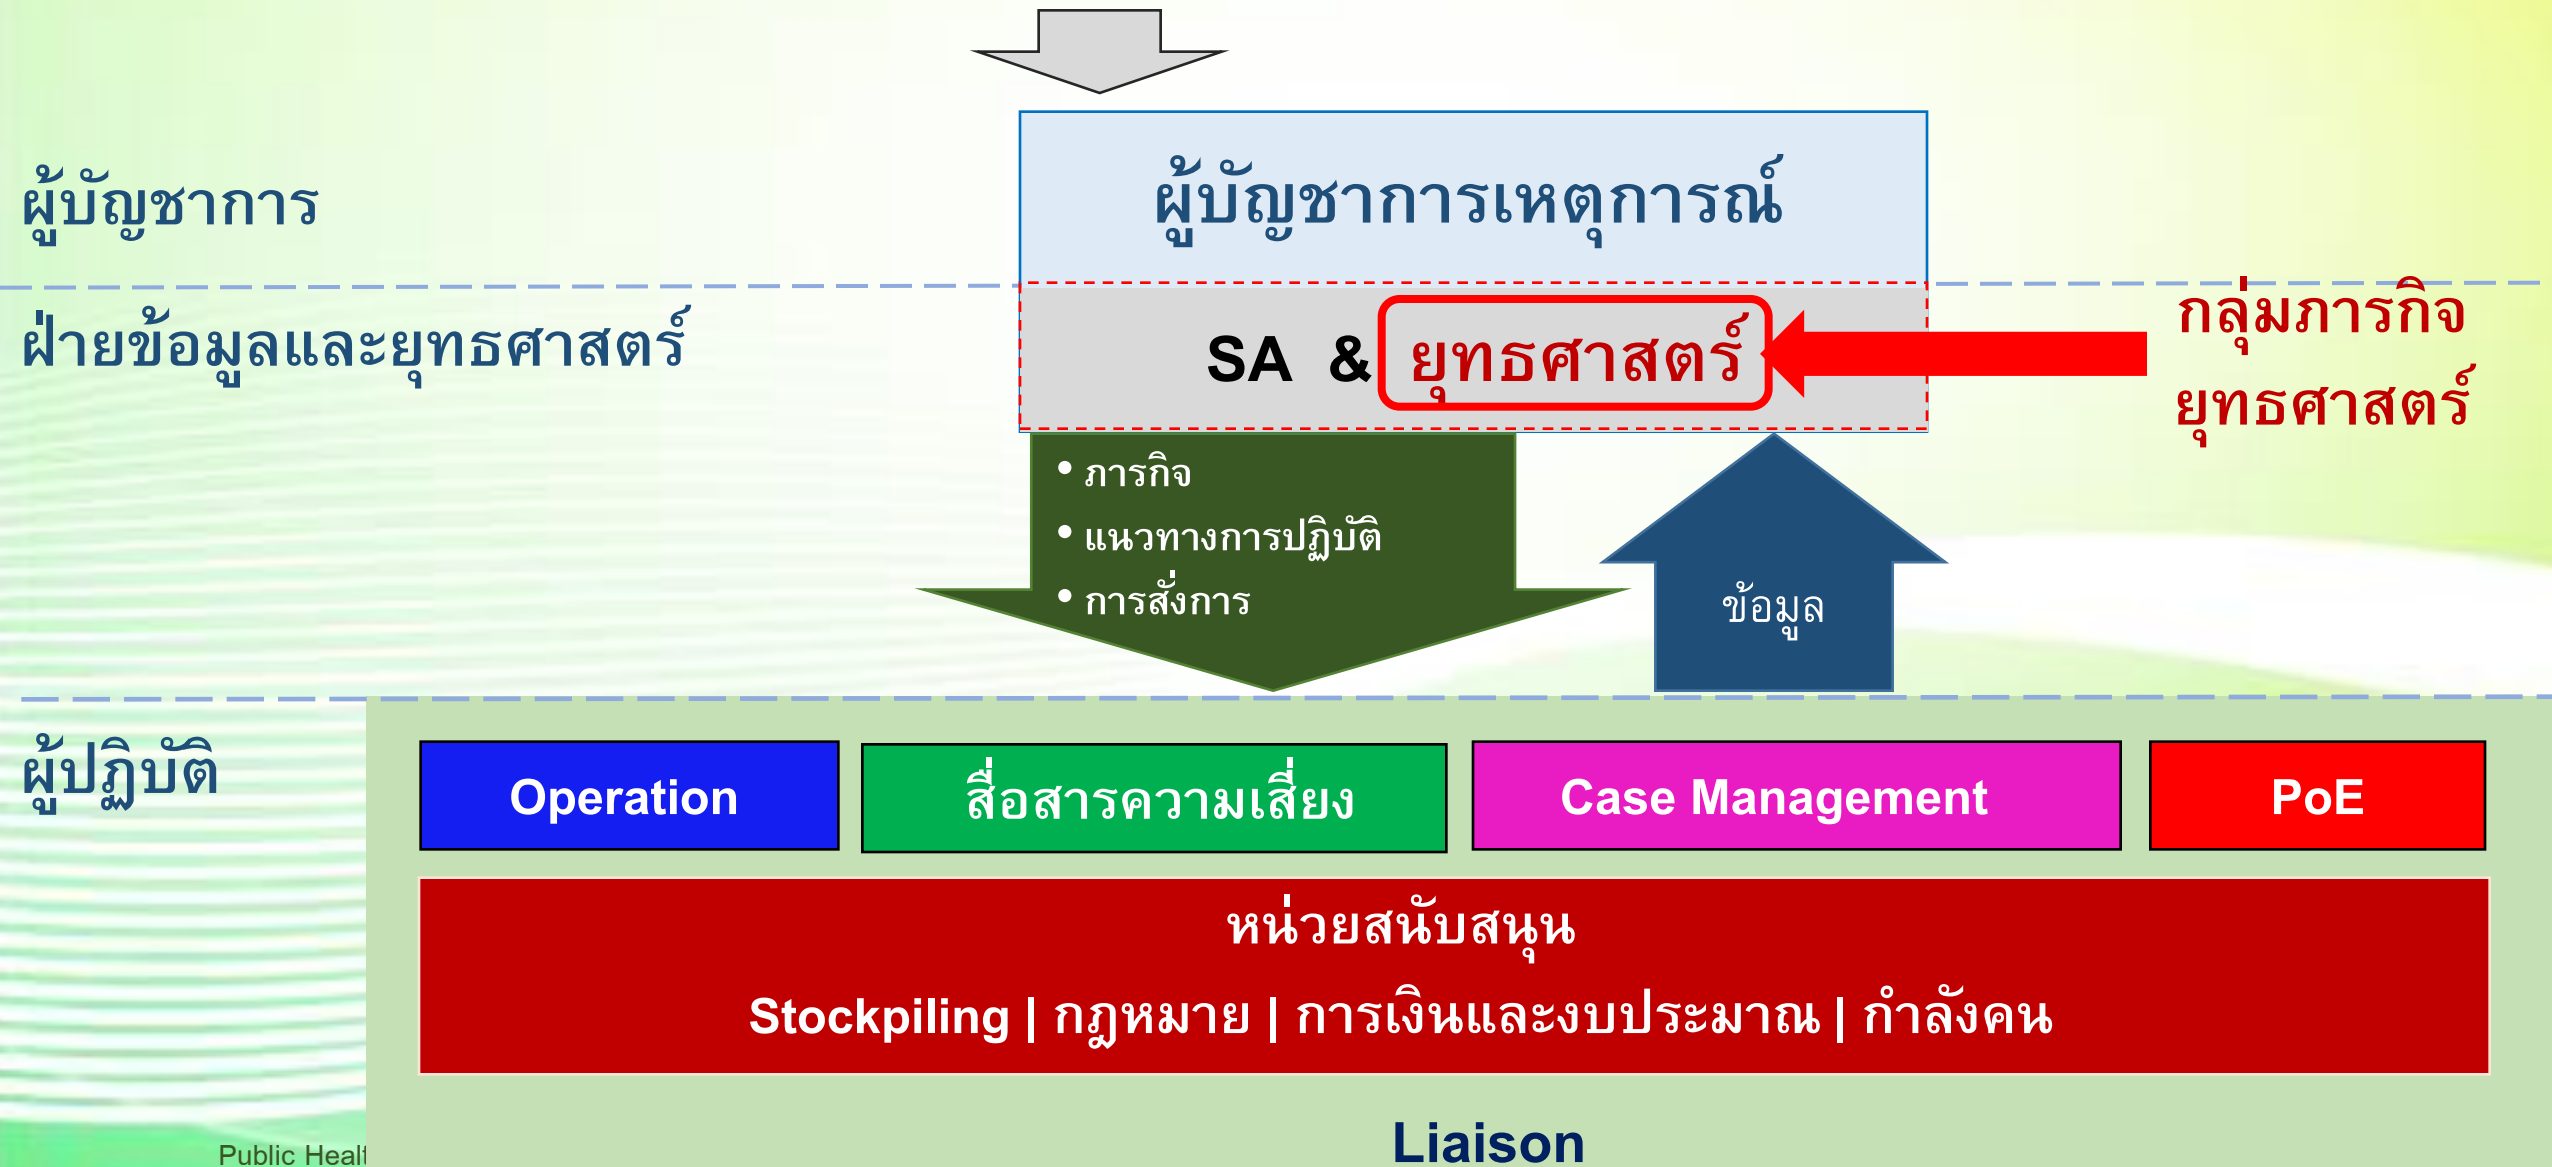 ผู้บัญชาการ
ผู้บัญชาการเหตุการณ์
ฝ่ายข้อมูลและยุทธศาสตร์
SA & ยุทธศาสตร์
กลุ่มภารกิจ
ยุทธศาสตร์
• ภารกิจ
• แนวทางการปฏิบัติ
• การสั่งการ
ข้อมูล
ผู้ปฏิบัติ
Operation
สื่อสารความเสี่ยง
Case Management
PoE
หน่วยสนับสนุน
Stockpiling | กฎหมาย | การเงินและงบประมาณ | กำลังคน
Liaison
Public